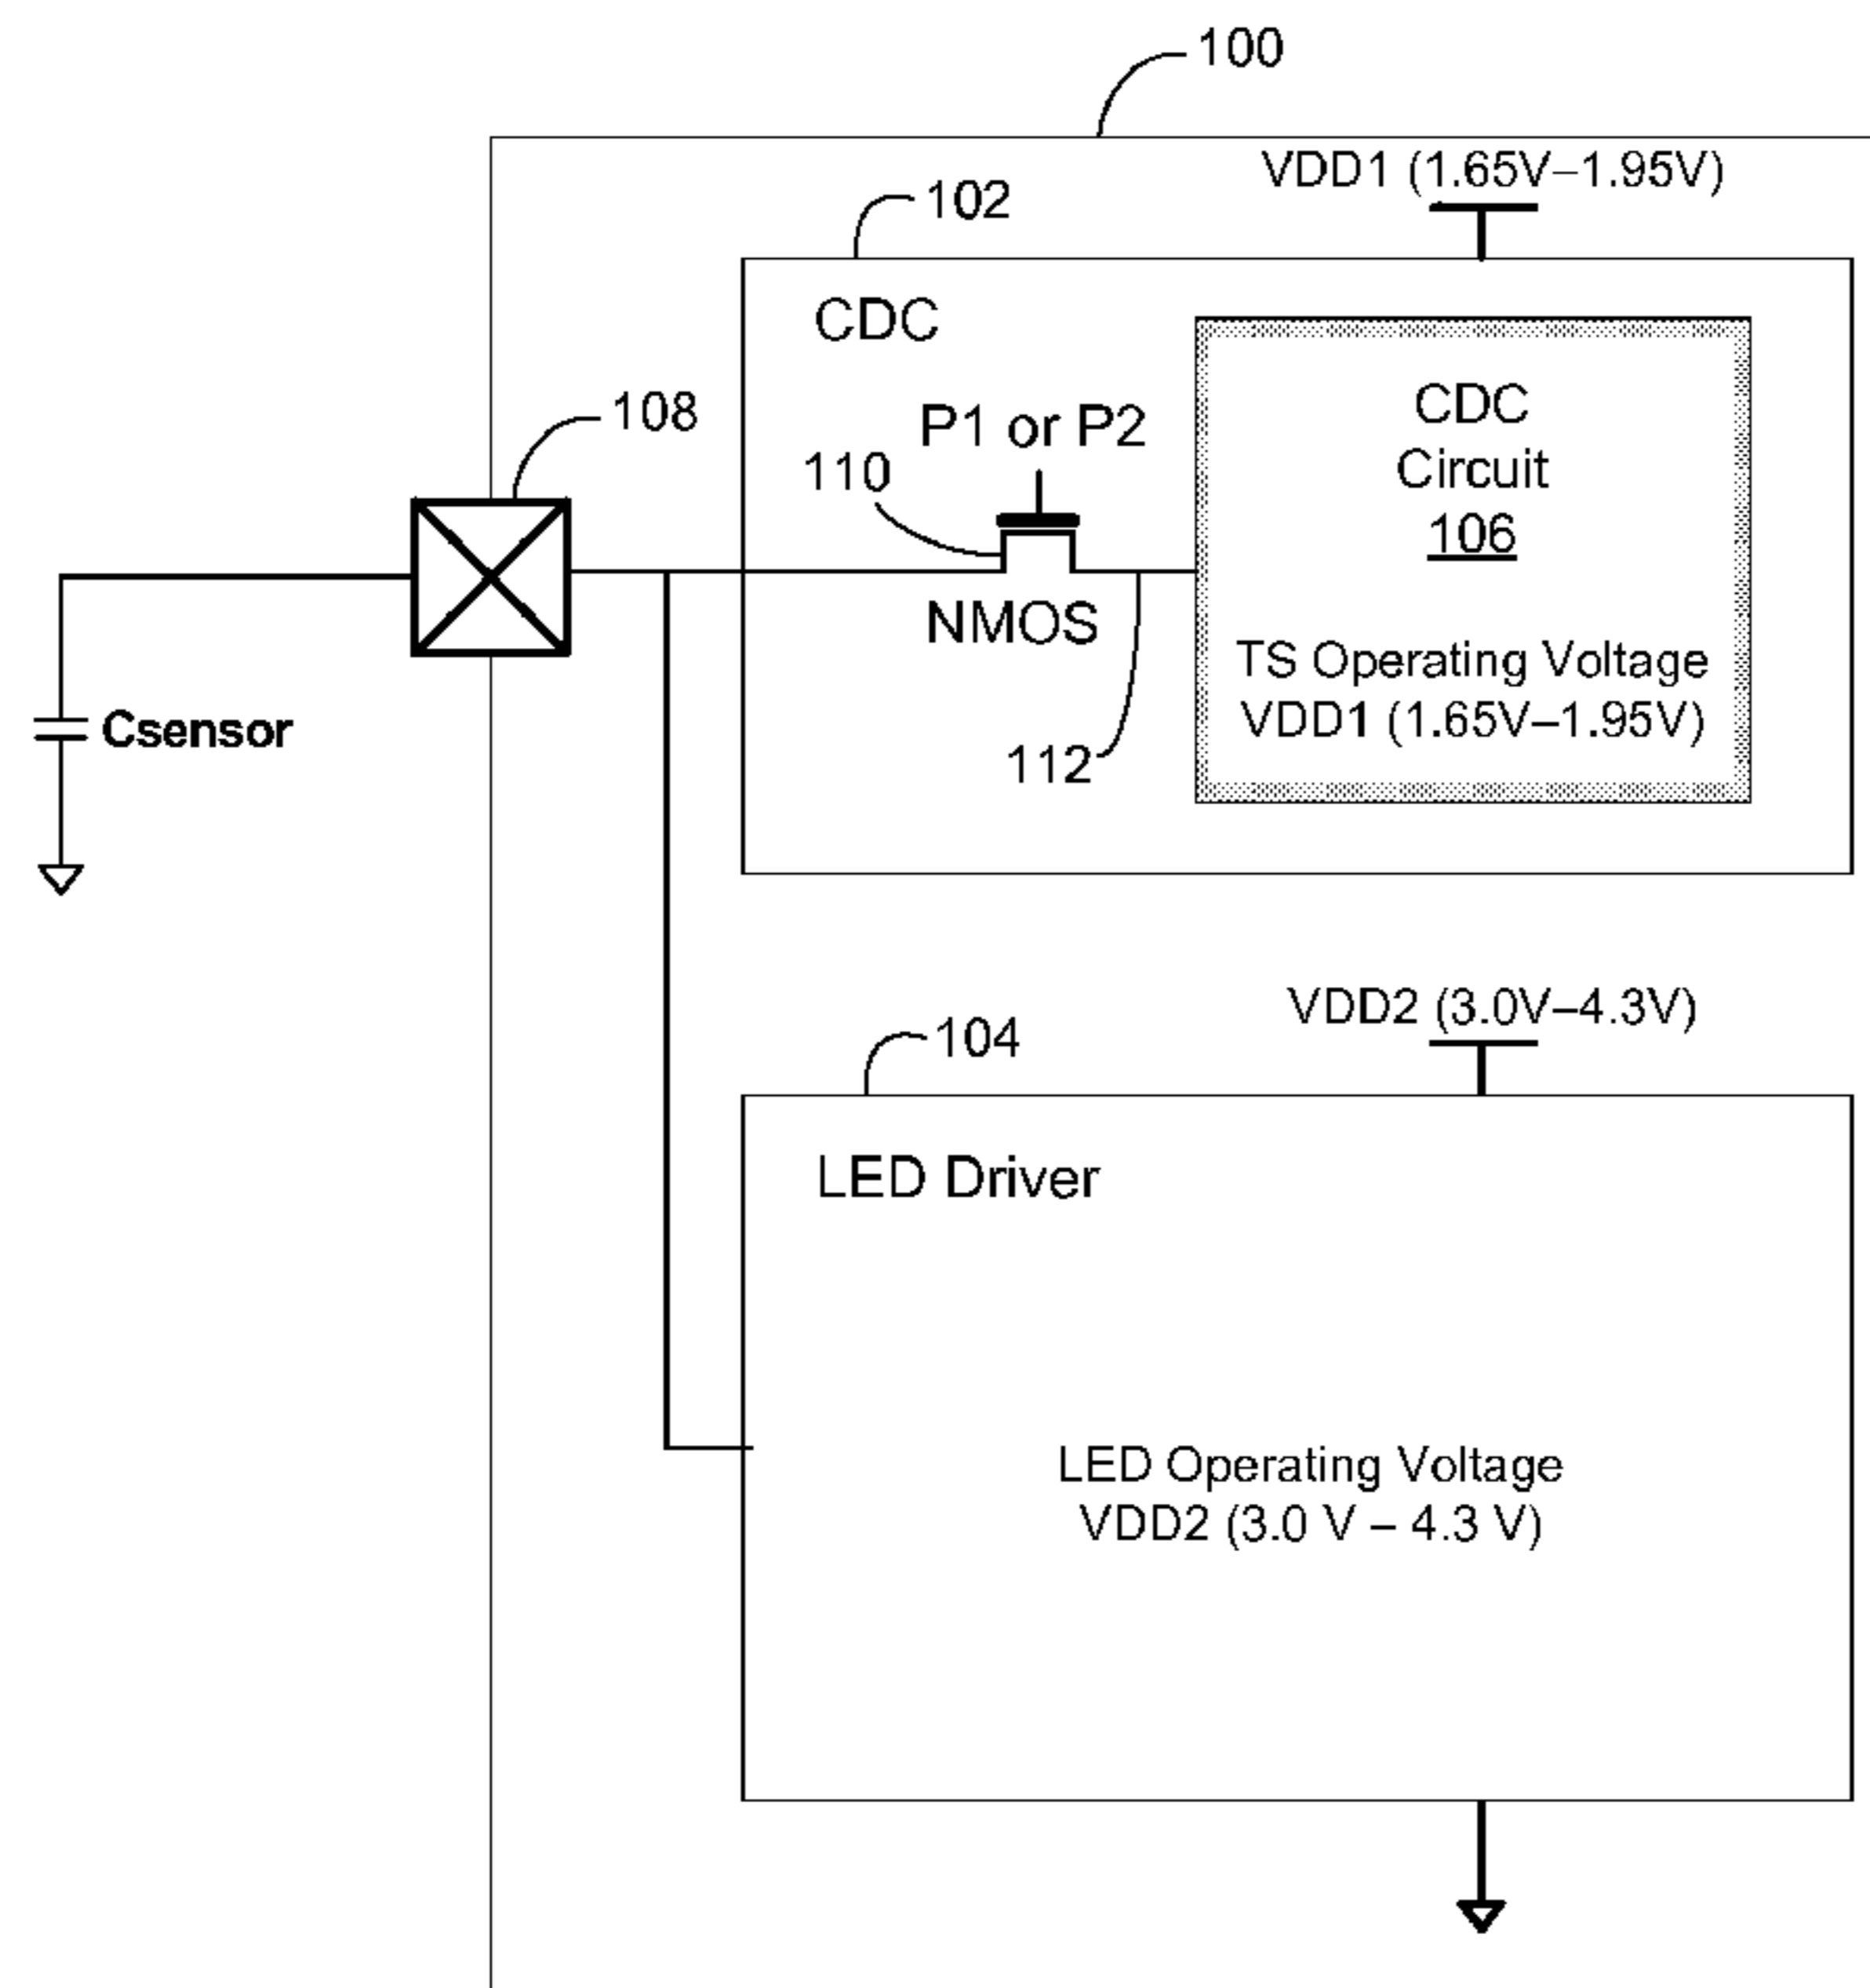 100
VDD1 (1.65V–1.95V)
102
CDC
108
P1 or P2
110
CDC
Circuit
106
NMOS
TS Operating Voltage
VDD1 (1.65V–1.95V)
112
Csensor
VDD2 (3.0V–4.3V)
104
LED Driver
LED Operating Voltage
VDD2 (3.0 V – 4.3 V)